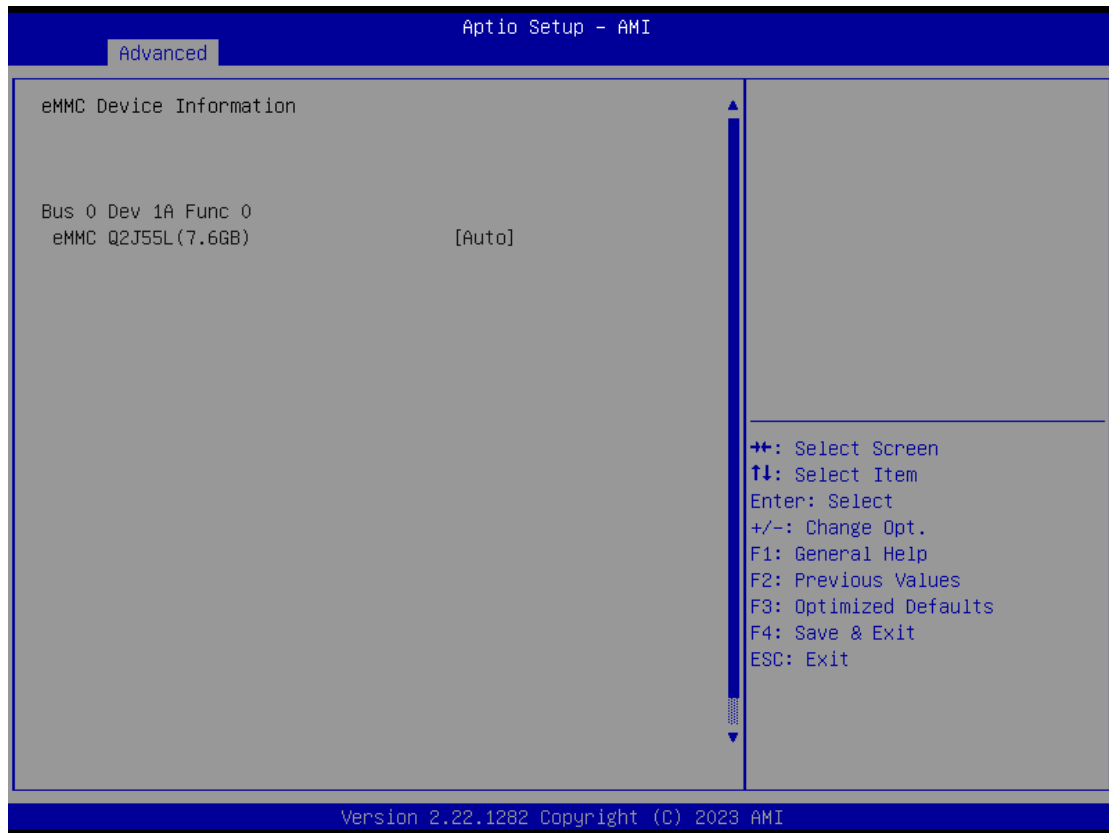 Aptio Setup - AMI
Advanced
eMMC Device Information
Bus 0 Dev 1A Func 0
eMMC Q2J55L(7.6GB) [Auto]
→←: Select Screen
↑↓: Select Item
Enter: Select
+/-: Change Opt.
F1: General Help
F2: Previous Values
F3: Optimized Defaults
F4: Save & Exit
ESC: Exit
Version 2.22.1282 Copyright (C) 2023 AMI